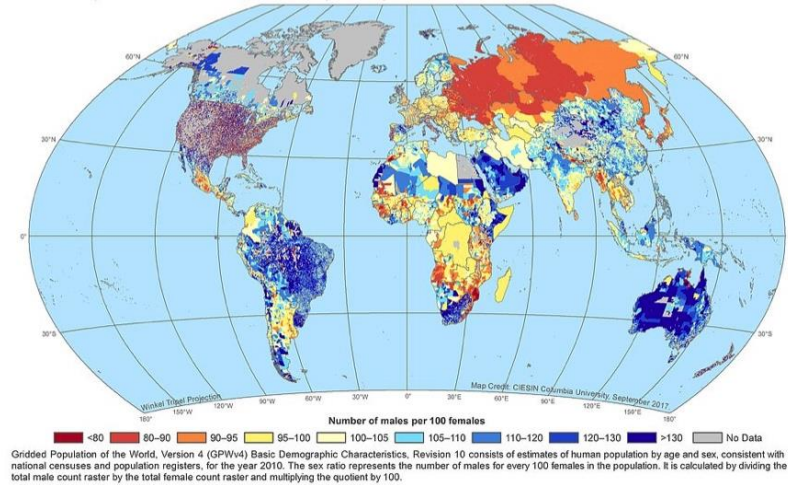 60°N
60°N
30°N
30°N
0°
0°
30°S
30°S
Winkel Tripel Projection
Map Credit: CIESIN Columbia University, September 2017
180°
150°W
120°W
90°W
60°W
30°W
0°
30°E
60°E
90°E
120°E
150°E
180°
Number of males per 100 females
<80 80–90 90–95 95–100 100–105 105–110 110–120 120–130 >130 No Data
Gridded Population of the World, Version 4 (GPWv4) Basic Demographic Characteristics, Revision 10 consists of estimates of human population by age and sex, consistent with
national censuses and population registers, for the year 2010. The sex ratio represents the number of males for every 100 females in the population. It is calculated by dividing the
total male count raster by the total female count raster and multiplying the quotient by 100.